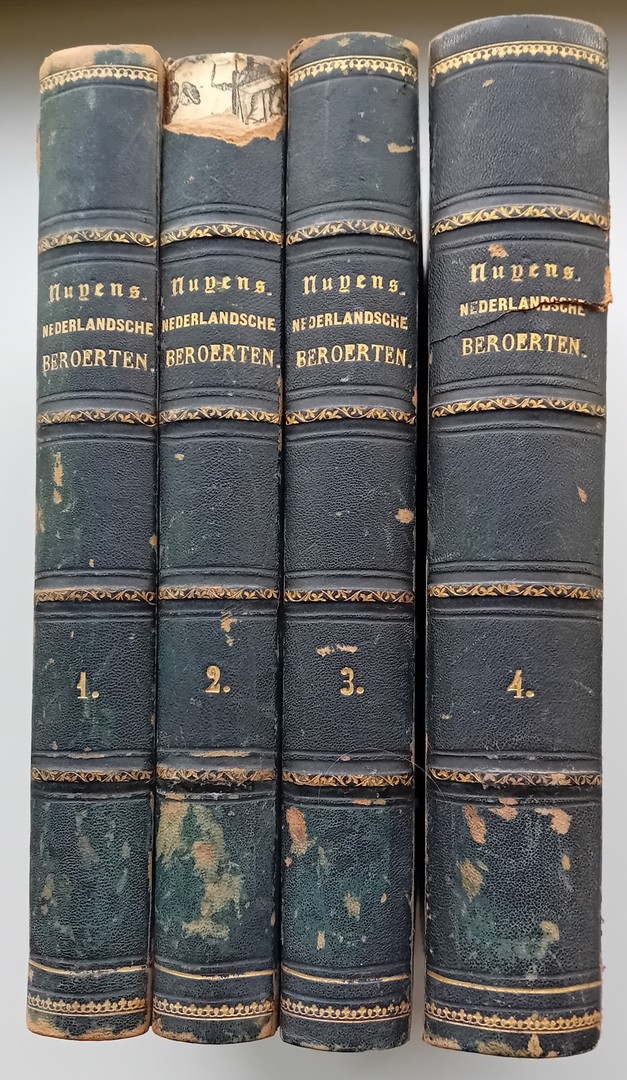 Nuyens.
NEDERLANDSCHE
BEROERTEN.
1.
Nuyens.
NEDERLANDSCHE
BEROERTEN.
2.
Nuyens.
NEDERLANDSCHE
BEROERTEN.
3.
Nuyens.
NEDERLANDSCHE
BEROERTEN.
4.